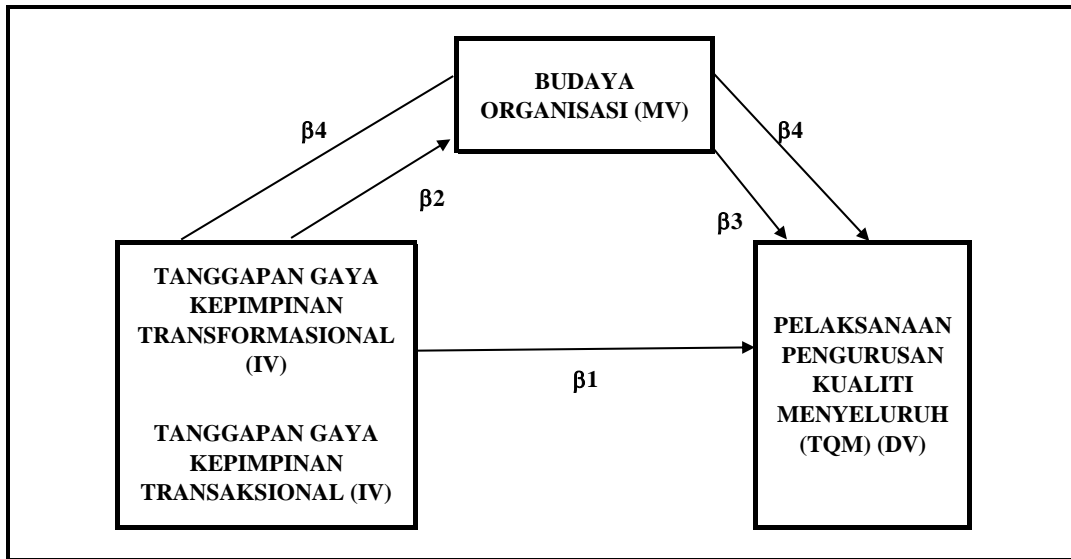 BUDAYA
ORGANISASI (MV)
β4
β4
β2
β3
TANGGAPAN GAYA
KEPIMPINAN
TRANSFORMASIONAL
(IV)
TANGGAPAN GAYA
KEPIMPINAN
TRANSAKSIONAL (IV)
β1
PELAKSANAAN
PENGURUSAN
KUALITI
MENYELURUH
(TQM) (DV)